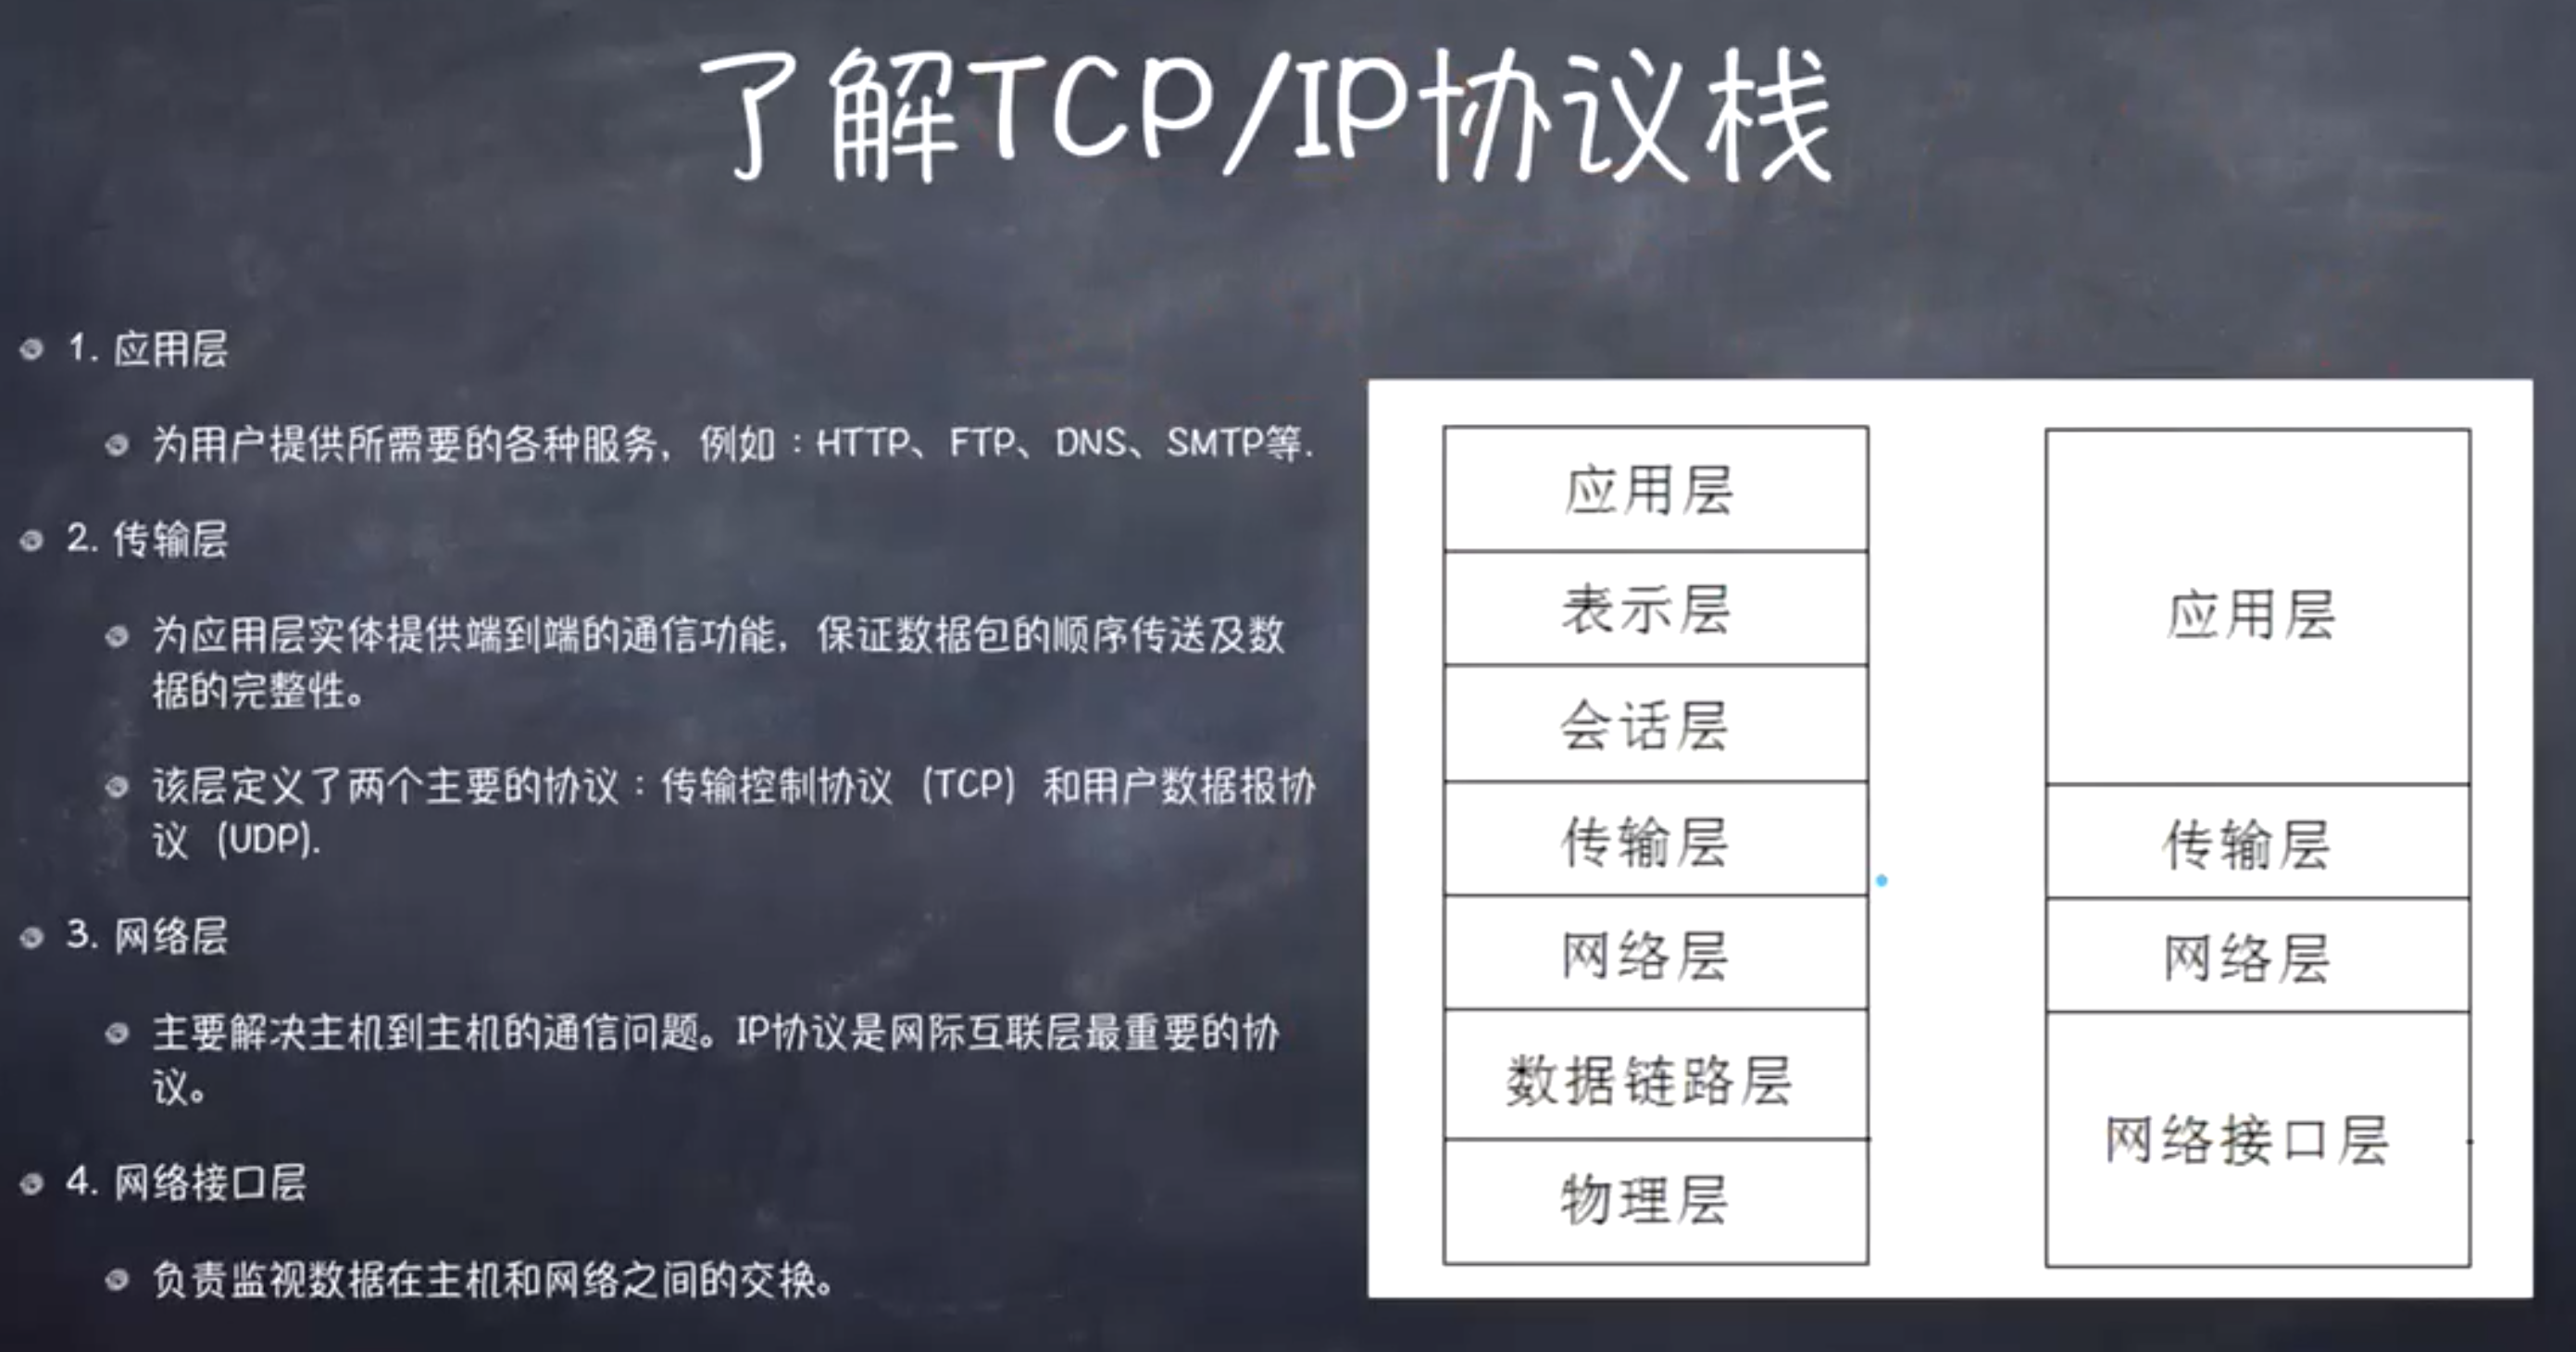 了解TCP/IP协议栈
1. 应用层
为用户提供所需要的各种服务，例如：HTTP、FTP、DNS、SMTP等.
2. 传输层
为应用层实体提供端到端的通信功能，保证数据包的顺序传送及数
据的完整性。
该层定义了两个主要的协议：传输控制协议（TCP）和用户数据报协
议（UDP).
3. 网络层
主要解决主机到主机的通信问题。IP协议是网际互联层最重要的协
议。
4. 网络接口层
负责监视数据在主机和网络之间的交换。
应用层
表示层
会话层
传输层
网络层
数据链路层
物理层
应用层
传输层
网络层
网络接口层